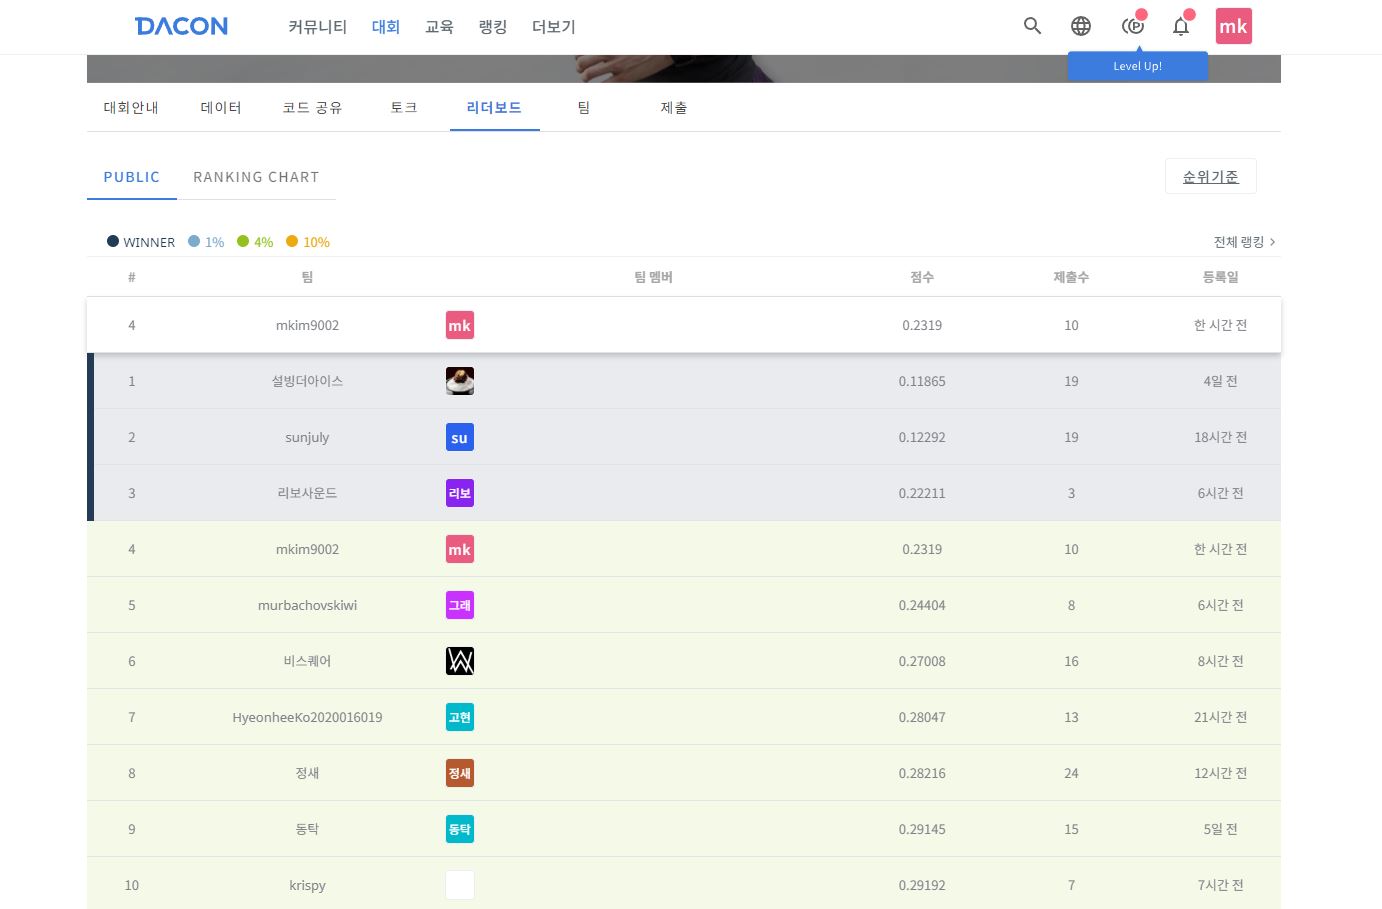 DACON 커뮤니티 대회 교육 랭킹 더보기 mk
Level Up!
대회안내 데이터 코드 공유 토크 리더보드 팀 제출
PUBLIC RANKING CHART 순위기준
WINNER 1% 4% 10% 전체 랭킹 >
# 팀 팀 멤버 점수 제출수 등록일
4 mkim9002 mk 0.2319 10 한 시간 전
1 설빙더아이스 0.11865 19 4일 전
2 sunjuly su 0.12292 19 18시간 전
3 리보사운드 리보 0.22211 3 6시간 전
4 mkim9002 mk 0.2319 10 한 시간 전
5 murbachovskiwi 그래 0.24404 8 6시간 전
6 비스퀘어 0.27008 16 8시간 전
7 HyeonheeKo2020016019 고현 0.28047 13 21시간 전
8 정새 정새 0.28216 24 12시간 전
9 동탁 동탁 0.29145 15 5일 전
10 krispy 0.29192 7 7시간 전